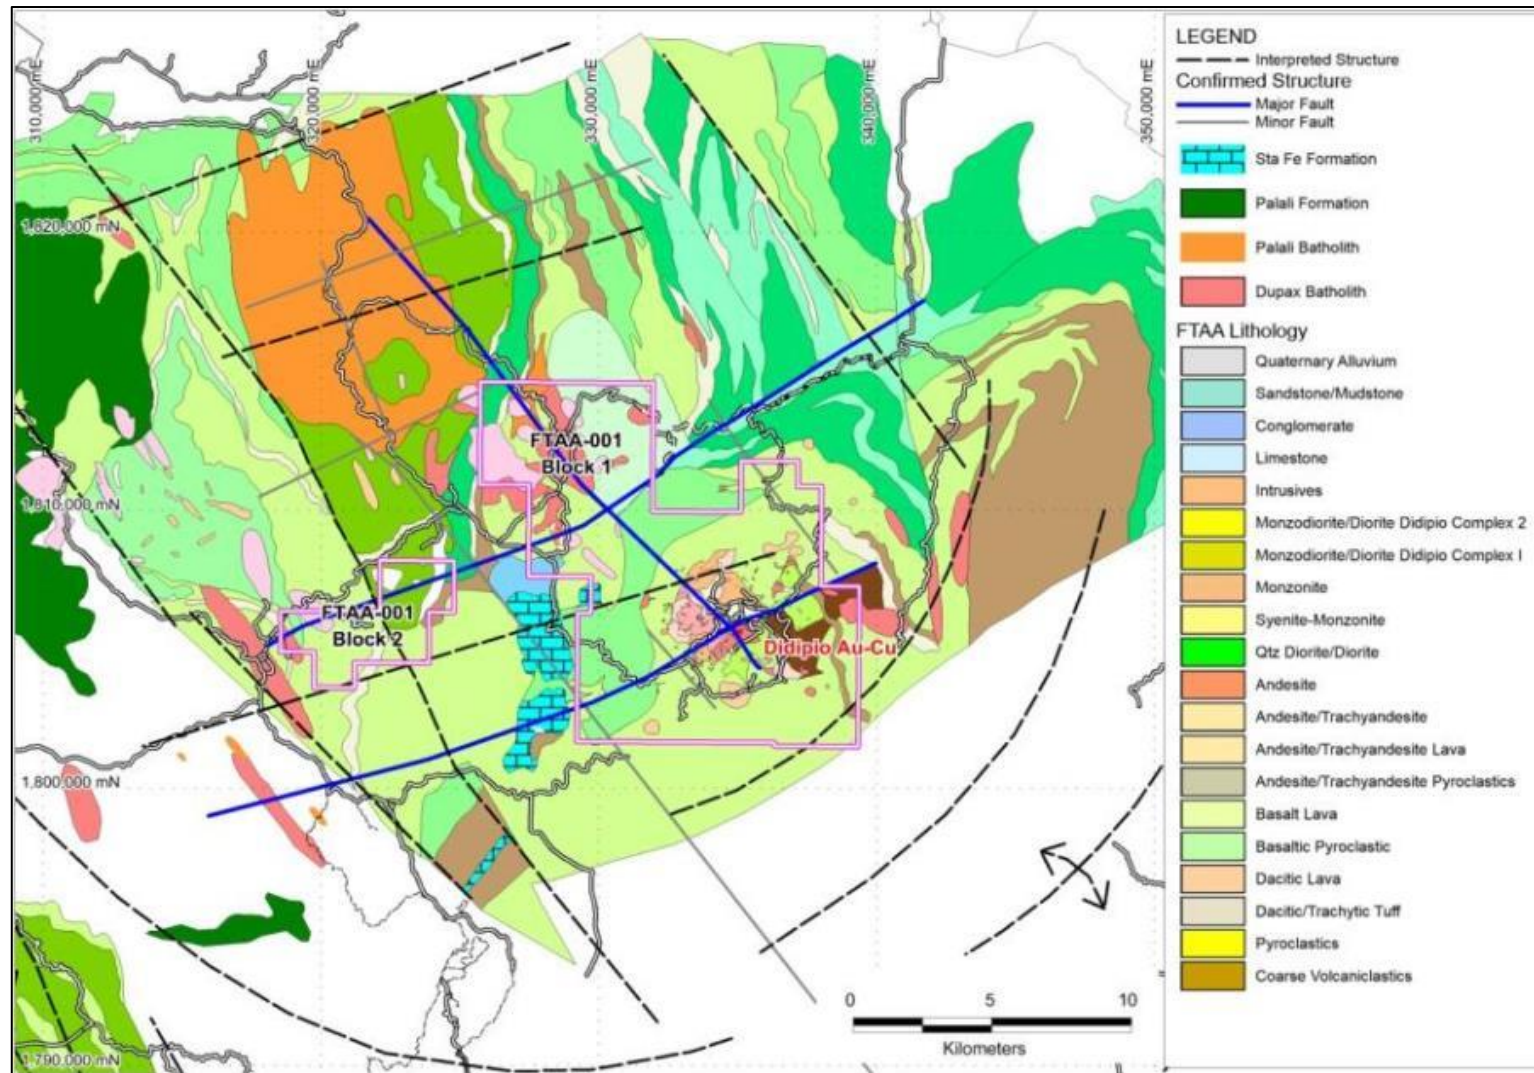 310,000 mE
320,000 mE
330,000 mE
340,000 mE
350,000 mE
1,820,000 mN
1,810,000 mN
1,800,000 mN
1,790,000 mN
FTAA-001
Block 1
FTAA-001
Block 2
Didipio Au-Cu
0 5 10
Kilometers
LEGEND
Interpreted Structure
Confirmed Structure
Major Fault
Minor Fault
Sta Fe Formation
Palali Formation
Palali Batholith
Dupax Batholith
FTAA Lithology
Quaternary Alluvium
Sandstone/Mudstone
Conglomerate
Limestone
Intrusives
Monzodiorite/Diorite Didipio Complex 2
Monzodiorite/Diorite Didipio Complex I
Monzonite
Syenite-Monzonite
Qtz Diorite/Diorite
Andesite
Andesite/Trachyandesite
Andesite/Trachyandesite Lava
Andesite/Trachyandesite Pyroclastics
Basalt Lava
Basaltic Pyroclastic
Dacitic Lava
Dacitic/Trachytic Tuff
Pyroclastics
Coarse Volcaniclastics